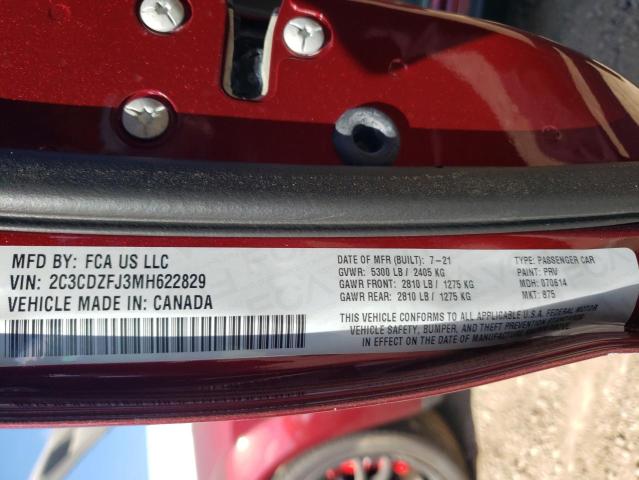 MFD BY: FCA US LLC
VIN: 2C3CDZFJ3MH622829
VEHICLE MADE IN: CANADA
DATE OF MFR (BUILT): 7-21
GVWR: 5300 LB / 2405 KG
GAWR FRONT: 2810 LB / 1275 KG
GAWR REAR: 2810 LB / 1275 KG
TYPE: PASSENGER CAR
PAINT: PRV
MDH: 070614
MKT: 875
THIS VEHICLE CONFORMS TO ALL APPLICABLE U.S.A. FEDERAL MOTOR
VEHICLE SAFETY, BUMPER, AND THEFT PREVENTION
IN EFFECT ON THE DATE OF MANUFACTURE